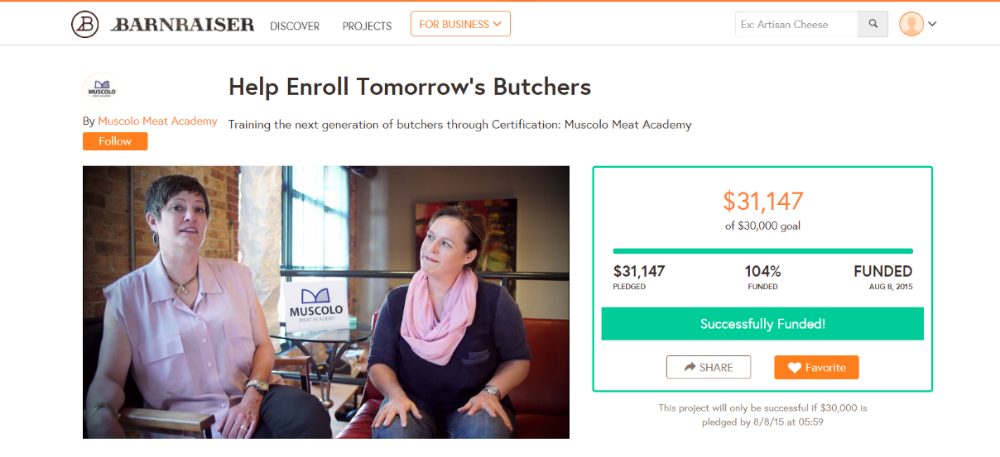 BARNRAISER
DISCOVER
PROJECTS
FOR BUSINESS
Ex: Artisan Cheese
MUSCOLO
MEAT ACADEMY
Help Enroll Tomorrow's Butchers
By Muscolo Meat Academy
Follow
Training the next generation of butchers through Certification: Muscolo Meat Academy
MUSCOLO
MEAT ACADEMY
$31,147
of $30,000 goal
$31,147
PLEDGED
104%
FUNDED
FUNDED
AUG 8, 2015
Successfully Funded!
SHARE
Favorite
This project will only be successful if $30,000 is
pledged by 8/8/15 at 05:59